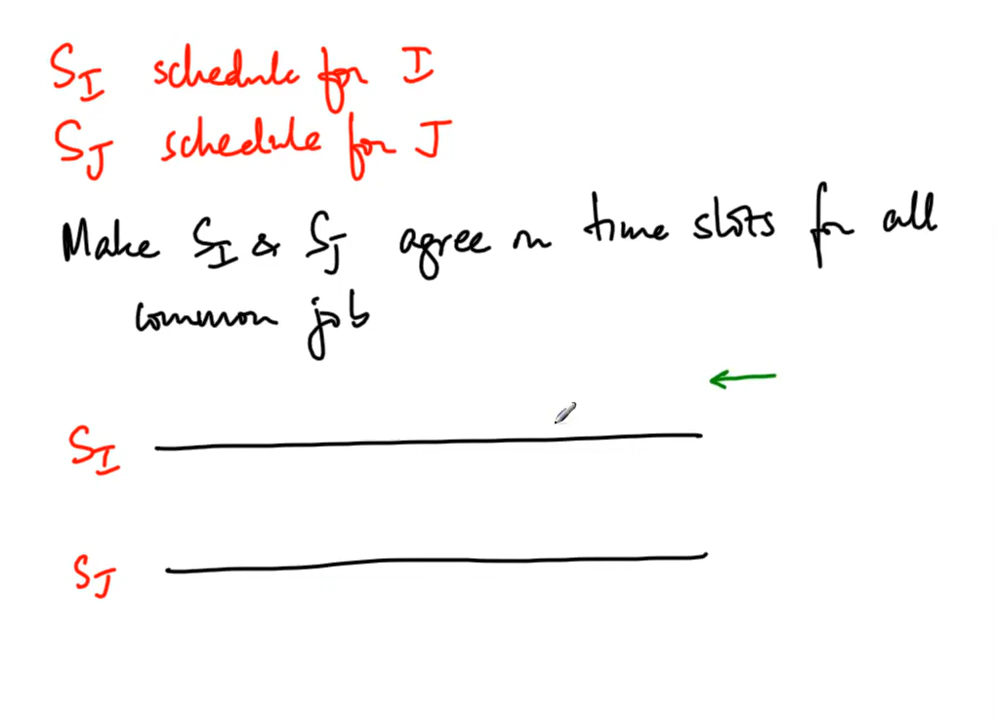 S_I schedule for I
S_J schedule for J
Make S_I & S_J agree on time slots for all
common job
S_I
S_J